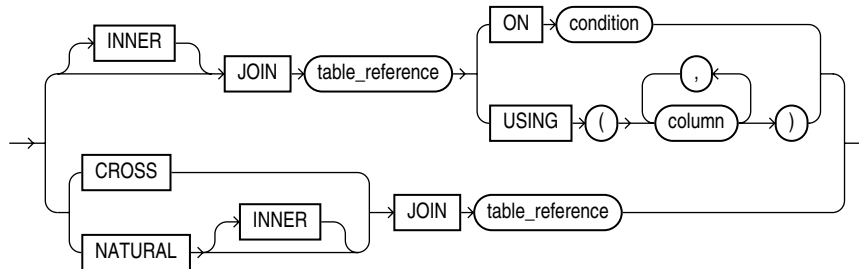 ON condition
INNER
JOIN table_reference
,
USING ( column )
CROSS
JOIN table_reference
INNER
NATURAL